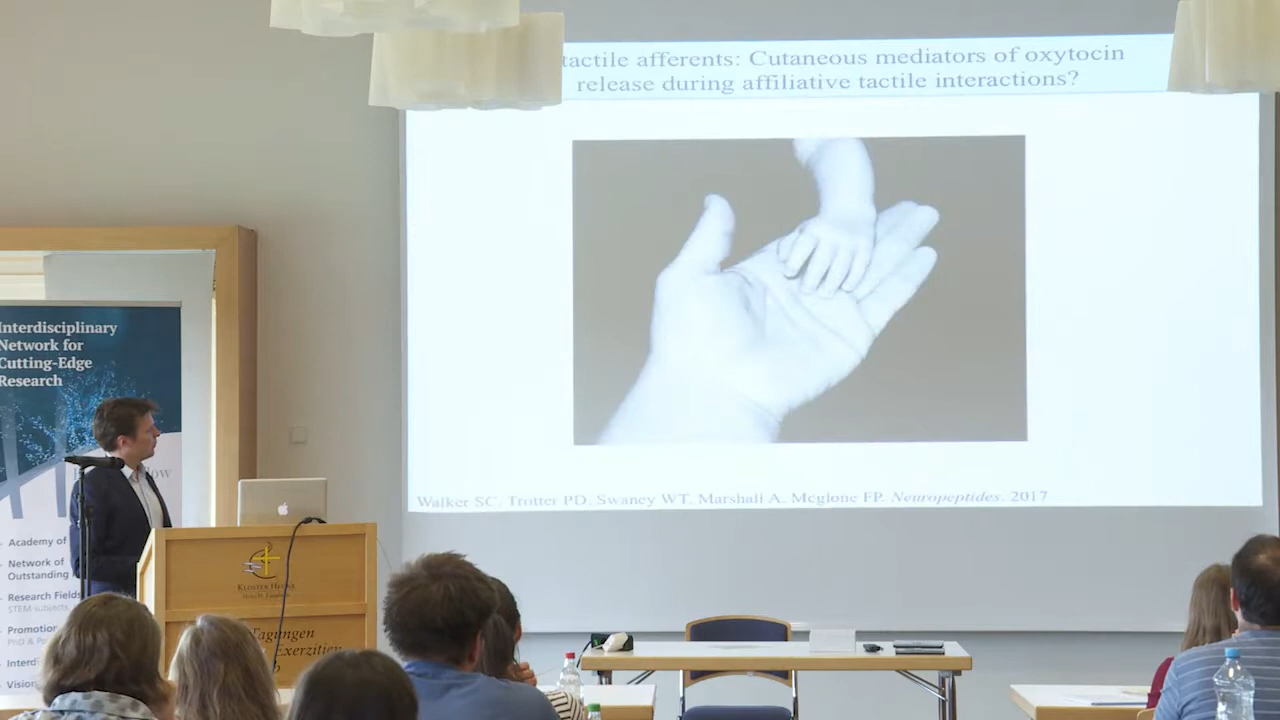 tactile afferents: Cutaneous mediators of oxytocin
release during affiliative tactile interactions?
Walker SC, Trotter PD, Swaney WT, Marshall A, Mcglone FP. Neuropeptides. 2017
Interdisciplinary
Network for
Cutting-Edge
Research
Academy of
Network of
Outstanding
Research Fields
STEM-subjects
Promotion
Vision
Tagungen
Exerzitien